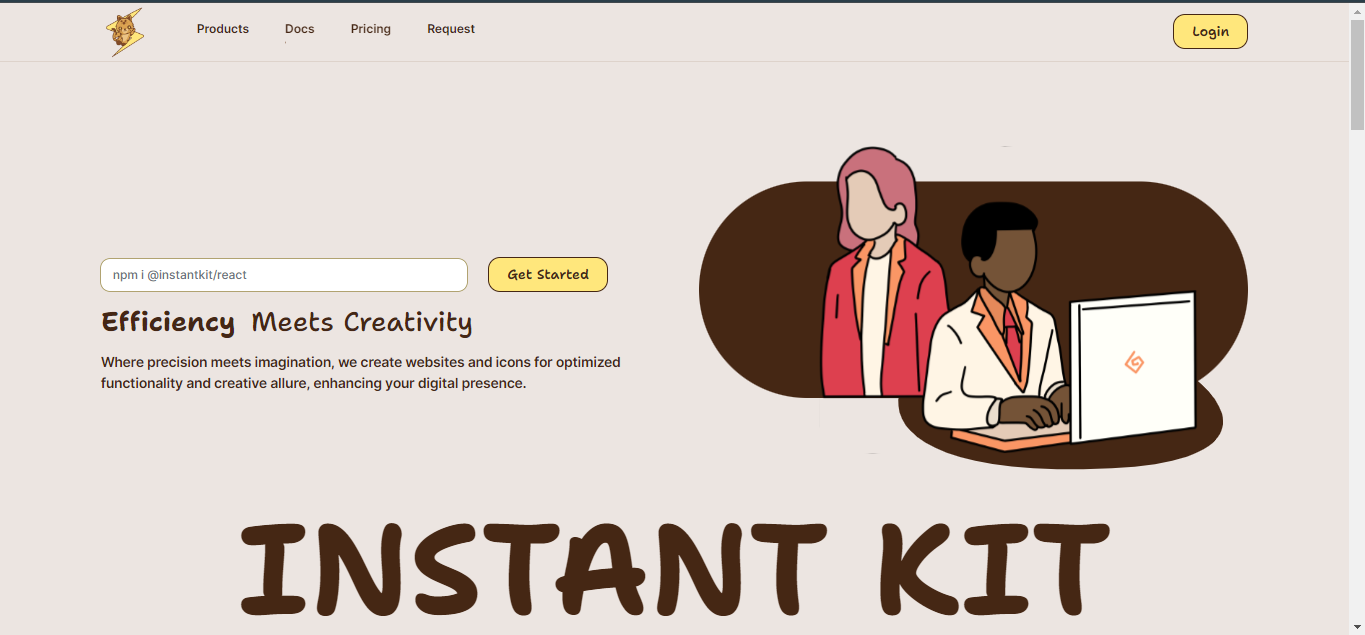 Products Docs Pricing Request Login
npm i @instantkit/react Get Started
Efficiency Meets Creativity
Where precision meets imagination, we create websites and icons for optimized
functionality and creative allure, enhancing your digital presence.
INSTANT KIT